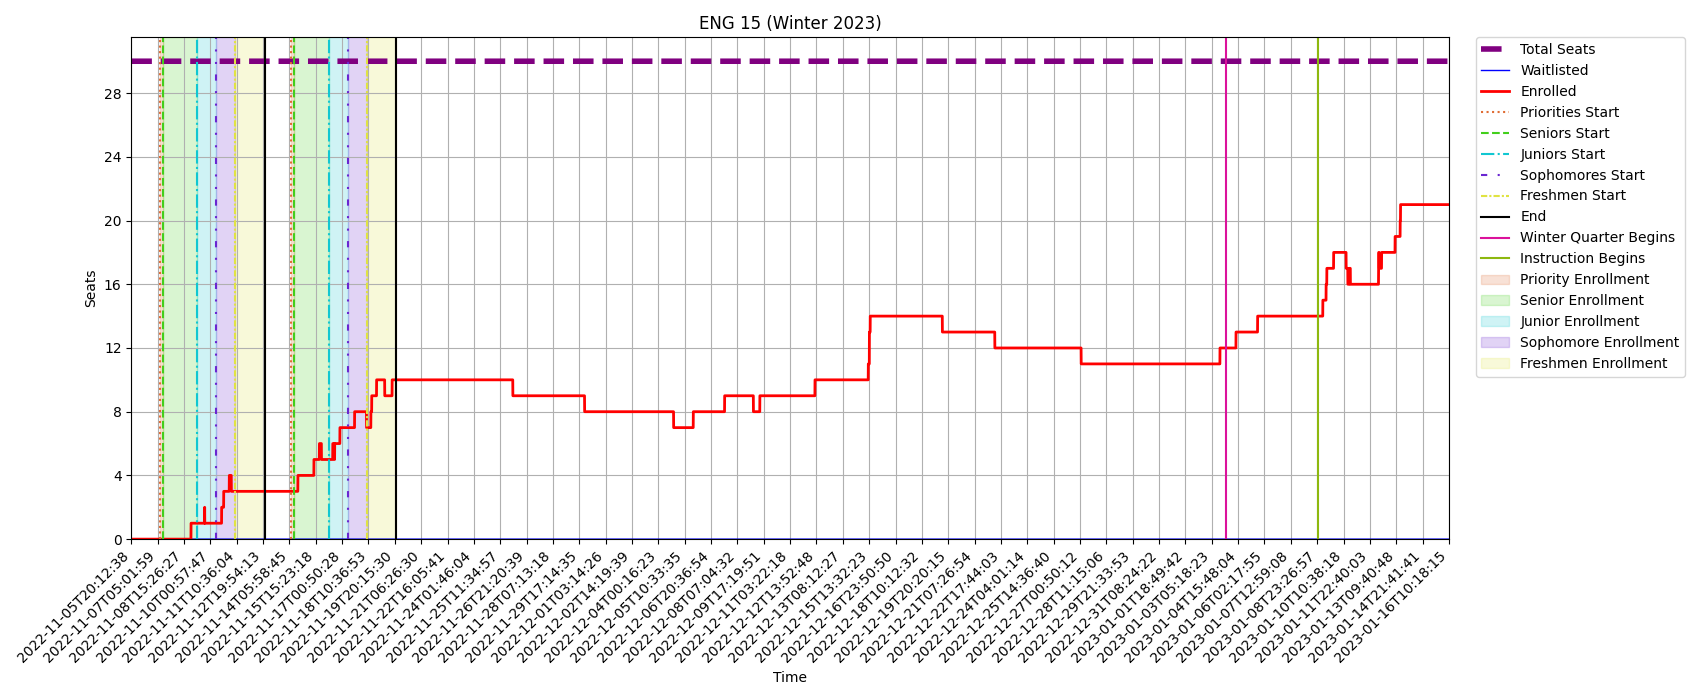 ENG 15 (Winter 2023)
Total Seats
Waitlisted
Enrolled
Priorities Start
Seniors Start
Juniors Start
Sophomores Start
Freshmen Start
End
Winter Quarter Begins
Instruction Begins
Priority Enrollment
Senior Enrollment
Junior Enrollment
Sophomore Enrollment
Freshmen Enrollment
Seats
28
24
20
16
12
8
4
0
2022-11-05T20:12:38
2022-11-07T05:01:59
2022-11-08T15:26:27
2022-11-10T00:57:47
2022-11-11T10:36:04
2022-11-12T19:54:13
2022-11-14T05:58:45
2022-11-15T15:23:18
2022-11-17T00:50:28
2022-11-18T10:36:53
2022-11-19T20:15:30
2022-11-21T06:26:30
2022-11-22T16:05:41
2022-11-24T01:46:04
2022-11-25T11:34:57
2022-11-26T21:20:39
2022-11-28T07:13:18
2022-11-29T17:14:35
2022-12-01T03:14:26
2022-12-02T14:19:39
2022-12-04T00:16:23
2022-12-05T10:33:35
2022-12-06T20:36:54
2022-12-08T07:04:32
2022-12-09T17:19:51
2022-12-11T03:22:18
2022-12-12T13:52:48
2022-12-13T08:12:27
2022-12-15T13:32:23
2022-12-16T23:50:50
2022-12-18T10:12:32
2022-12-19T20:20:15
2022-12-21T07:26:54
2022-12-22T17:44:03
2022-12-24T04:01:14
2022-12-25T14:36:40
2022-12-27T00:50:12
2022-12-28T11:15:06
2022-12-29T21:33:53
2022-12-31T08:24:22
2023-01-01T18:49:42
2023-01-03T05:18:23
2023-01-04T15:48:04
2023-01-06T02:17:55
2023-01-07T12:59:08
2023-01-08T23:26:57
2023-01-10T10:38:18
2023-01-11T22:40:03
2023-01-13T09:40:48
2023-01-14T21:41:41
2023-01-16T10:18:15
Time